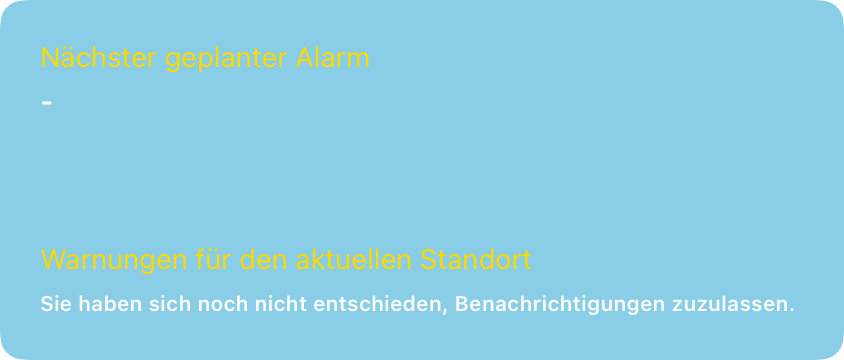 Nächster geplanter Alarm
-
Warnungen für den aktuellen Standort
Sie haben sich noch nicht entschieden, Benachrichtigungen zuzulassen.